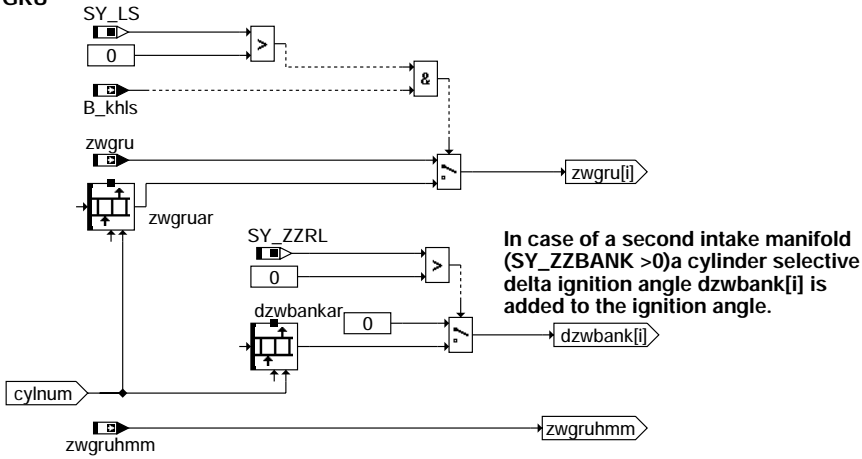 GRU
SY_LS
0
>
&
B_khls
zwgru
zwgru[i]
zwgruar
SY_ZZRL
>
0
In case of a second intake manifold
(SY_ZZBANK >0)a cylinder selective
delta ignition angle dzwbank[i] is
added to the ignition angle.
dzwbankar
0
dzwbank[i]
cylnum
zwgruhmm
zwgruhmm